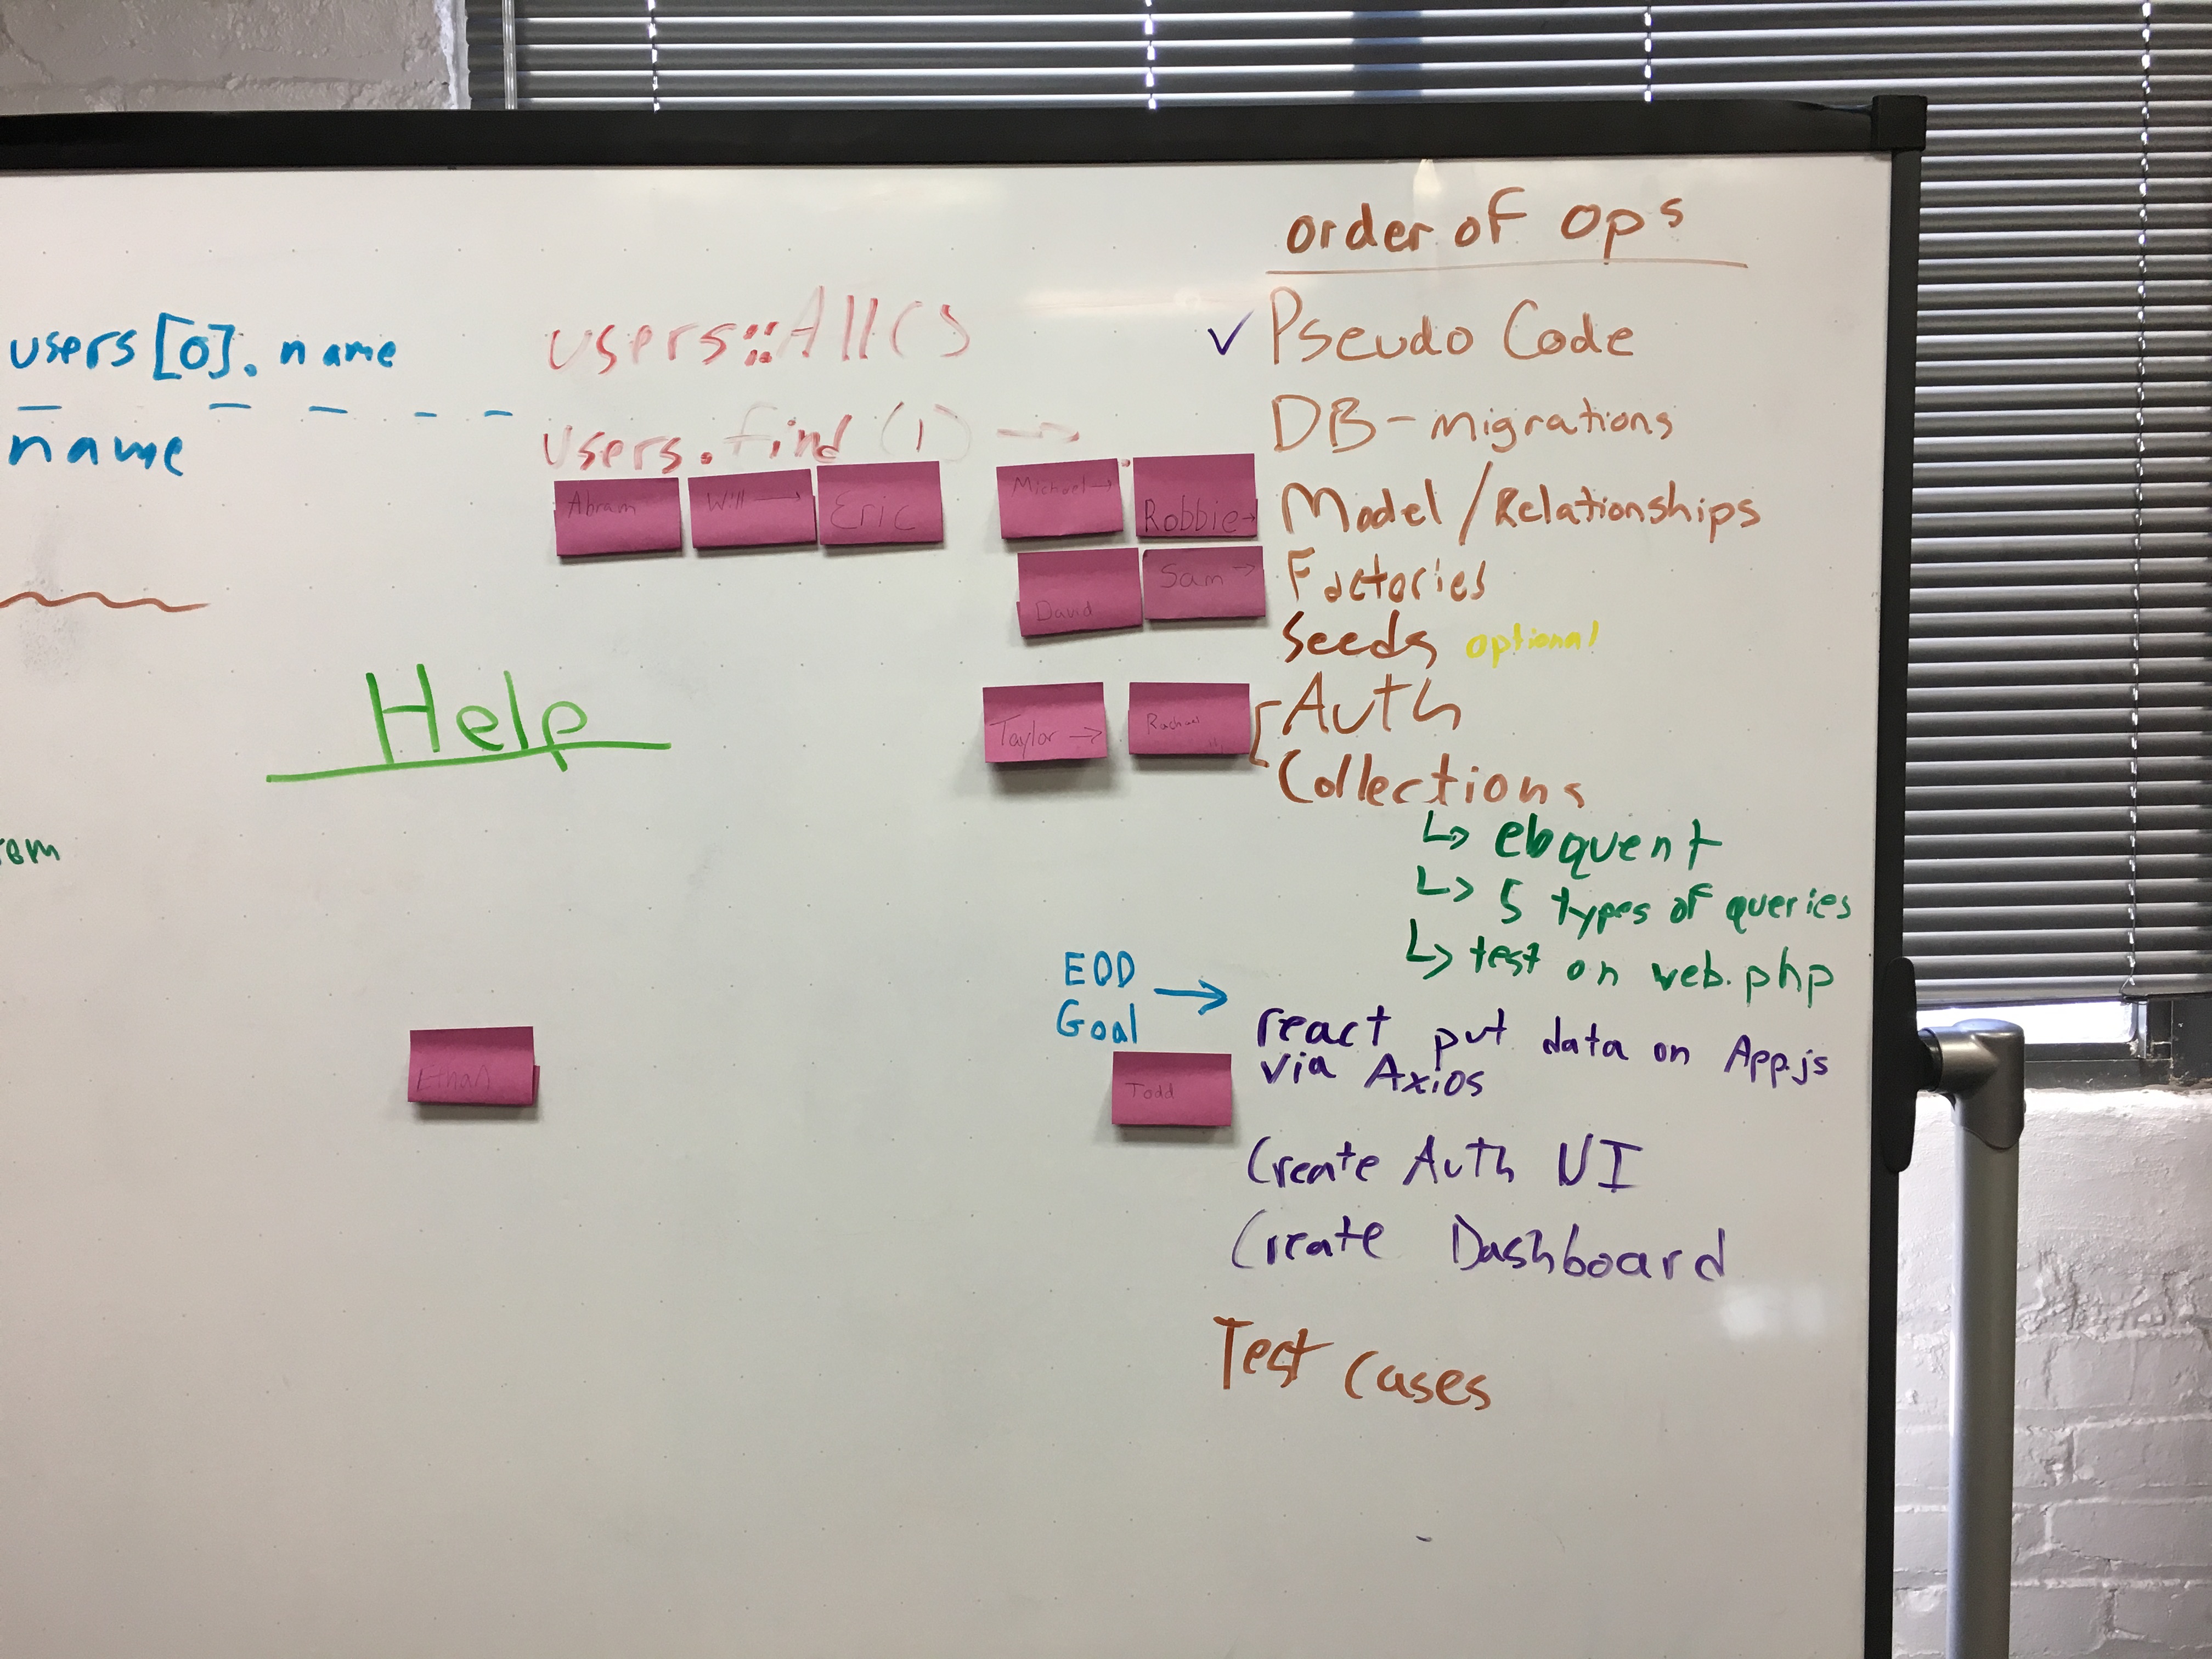 order of ops
users[0].name
users::All()
✓ Pseudo Code
name
users.find(1) →
DB-migrations
Abram
Will →
Eric
Michael →
Robbie →
Model/Relationships
David
Sam →
Factories
Seeds optional
Help
Taylor →
Rachael
Auth
Collections
↳ eloquent
↳ 5 types of queries
↳ test on web.php
EOD
Goal →
react put data on App.js
via Axios
Ethan
Todd
Create Auth UI
Create Dashboard
Test cases